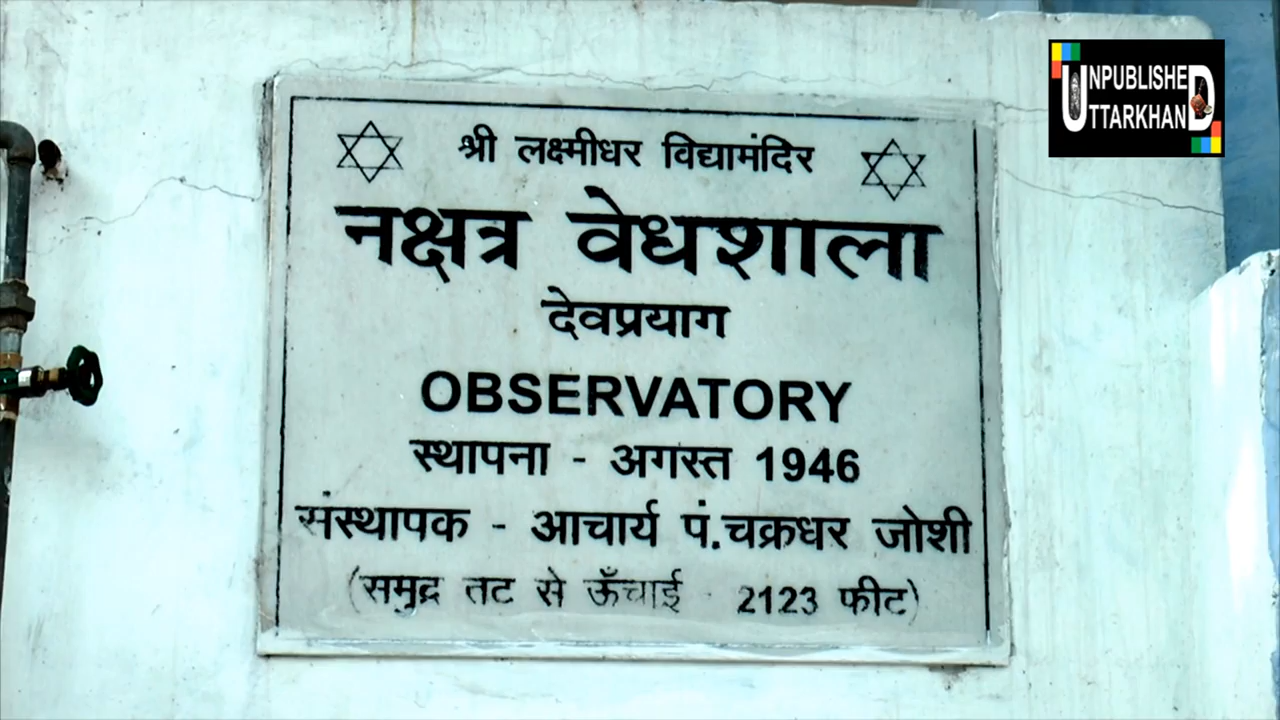 UNPUBLISHED
UTTARKHAND
श्री लक्ष्मीधर विद्यामंदिर
नक्षत्र वेधशाला
देवप्रयाग
OBSERVATORY
स्थापना - अगस्त 1946
संस्थापक - आचार्य पं.चक्रधर जोशी
(समुद्र तट से ऊँचाई - 2123 फीट)